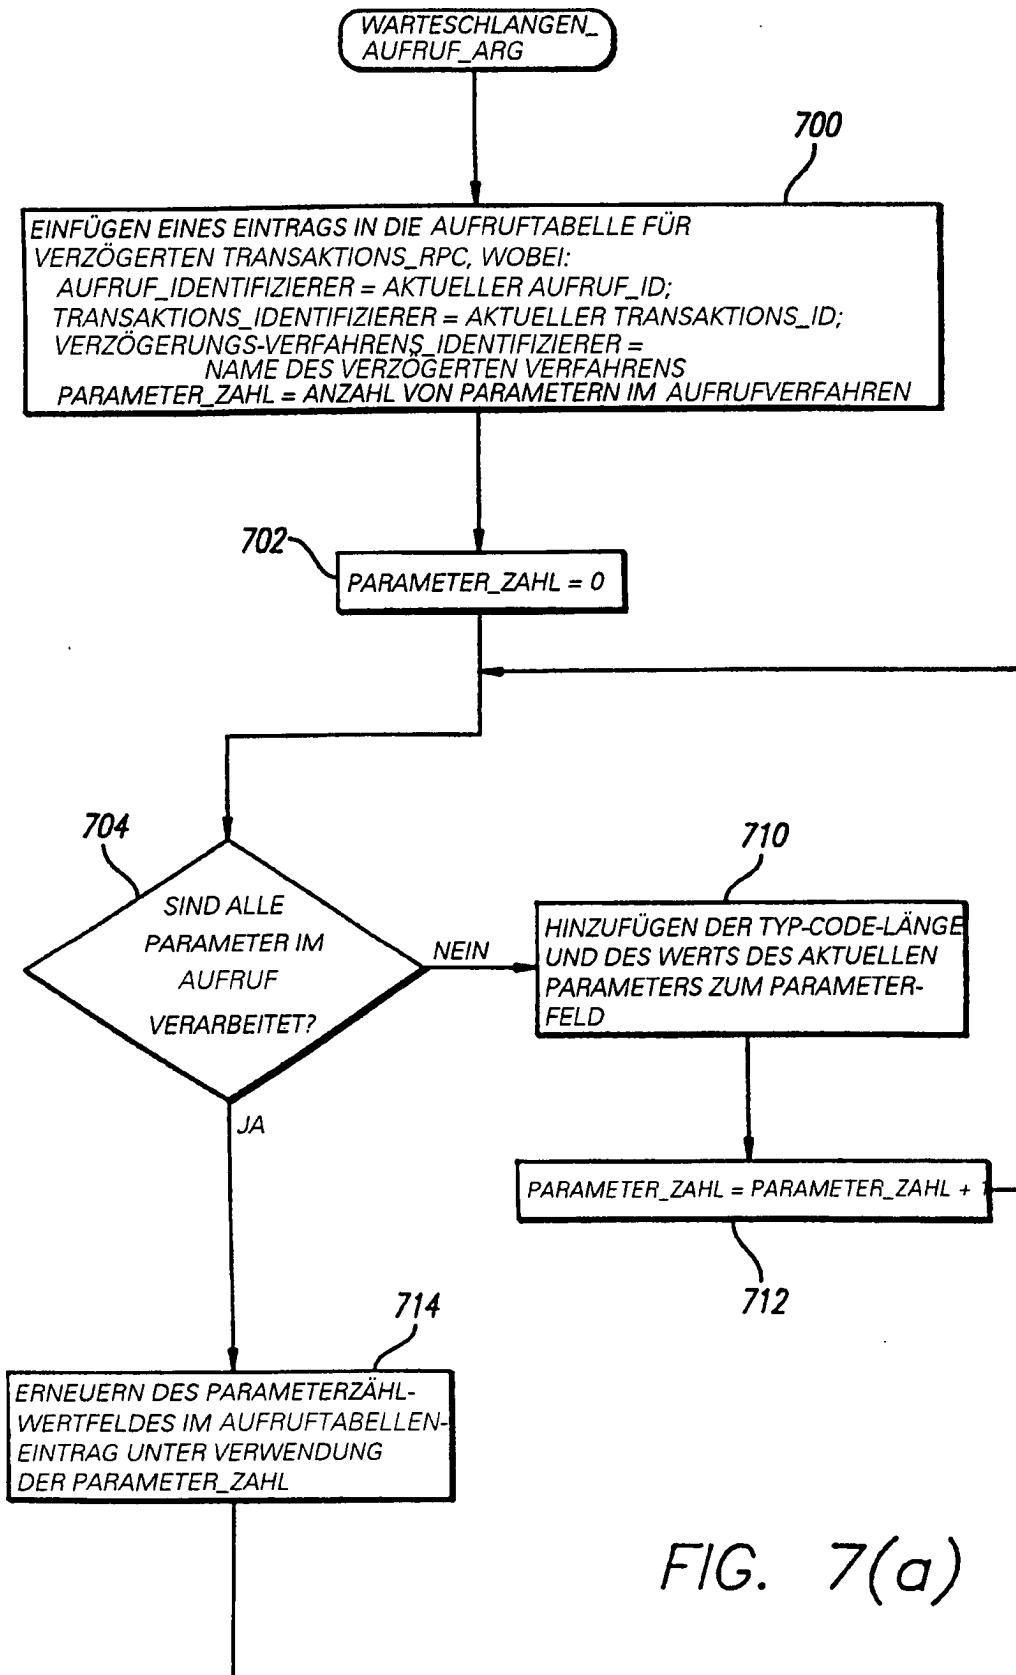 WARTESCHLANGEN_
AUFRUF_ARG
700
EINFÜGEN EINES EINTRAGS IN DIE AUFRUFTABELLE FÜR
VERZÖGERTEN TRANSAKTIONS_RPC, WOBEI:
AUFRUF_IDENTIFIZIERER = AKTUELLER AUFRUF_ID;
TRANSAKTIONS_IDENTIFIZIERER = AKTUELLER TRANSAKTIONS_ID;
VERZÖGERUNGS-VERFAHRENS_IDENTIFIZIERER =
NAME DES VERZÖGERTEN VERFAHRENS
PARAMETER_ZAHL = ANZAHL VON PARAMETERN IM AUFRUFVERFAHREN
702
PARAMETER_ZAHL = 0
704
SIND ALLE
PARAMETER IM
AUFRUF
VERARBEITET?
NEIN
JA
710
HINZUFÜGEN DER TYP-CODE-LÄNGE
UND DES WERTS DES AKTUELLEN
PARAMETERS ZUM PARAMETER-
FELD
PARAMETER_ZAHL = PARAMETER_ZAHL + 1
712
714
ERNEUERN DES PARAMETERZÄHL-
WERTFELDES IM AUFRUFTABELLEN-
EINTRAG UNTER VERWENDUNG
DER PARAMETER_ZAHL
FIG. 7(a)